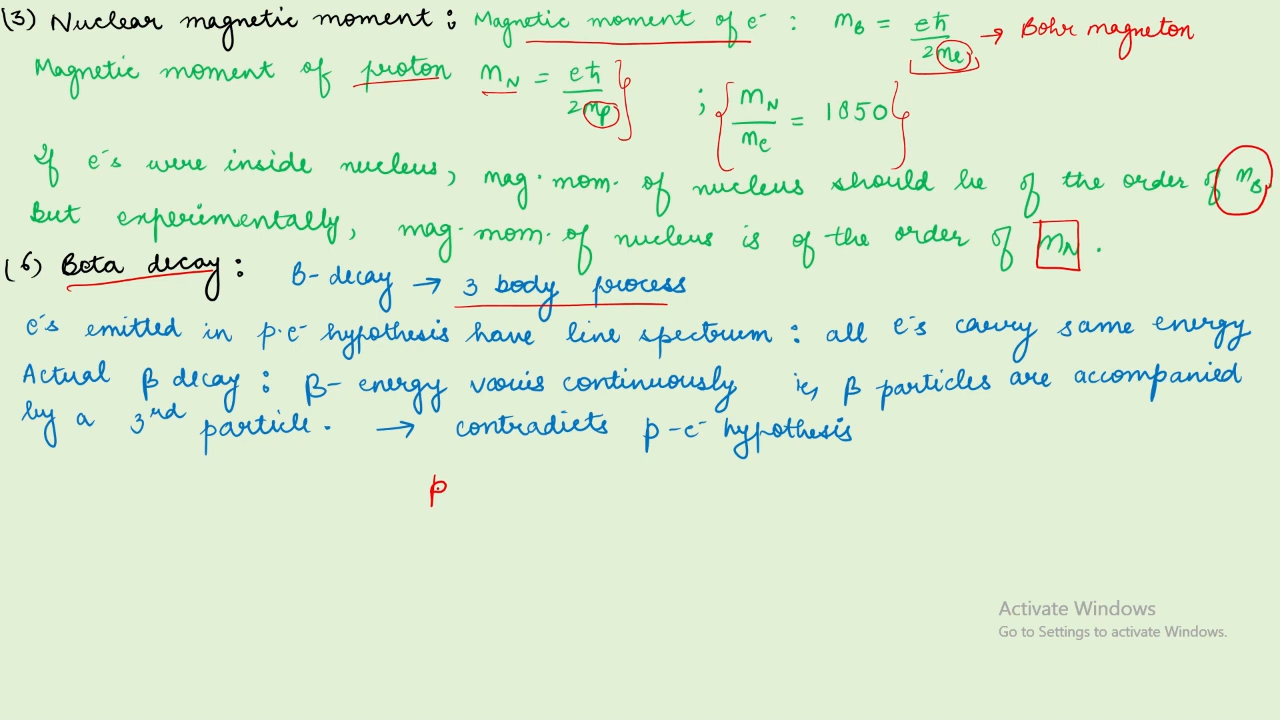 (3) Nuclear magnetic moment : Magnetic moment of e⁻ : m_B = eħ/2m_e → Bohr magneton
Magnetic moment of proton m_N = eħ/2m_p ; m_N/m_e = 1850
If e⁻s were inside nucleus, mag. mom. of nucleus should be of the order of m_B
But experimentally, mag. mom. of nucleus is of the order of m_N .
(6) Beta decay : β-decay → 3 body process
e⁻s emitted in p-e⁻ hypothesis have line spectrum : all e⁻s carry same energy
Actual β decay : β- energy varies continuously ie, β particles are accompanied
by a 3rd particle. → contradicts p-e⁻ hypothesis
p
Activate Windows
Go to Settings to activate Windows.